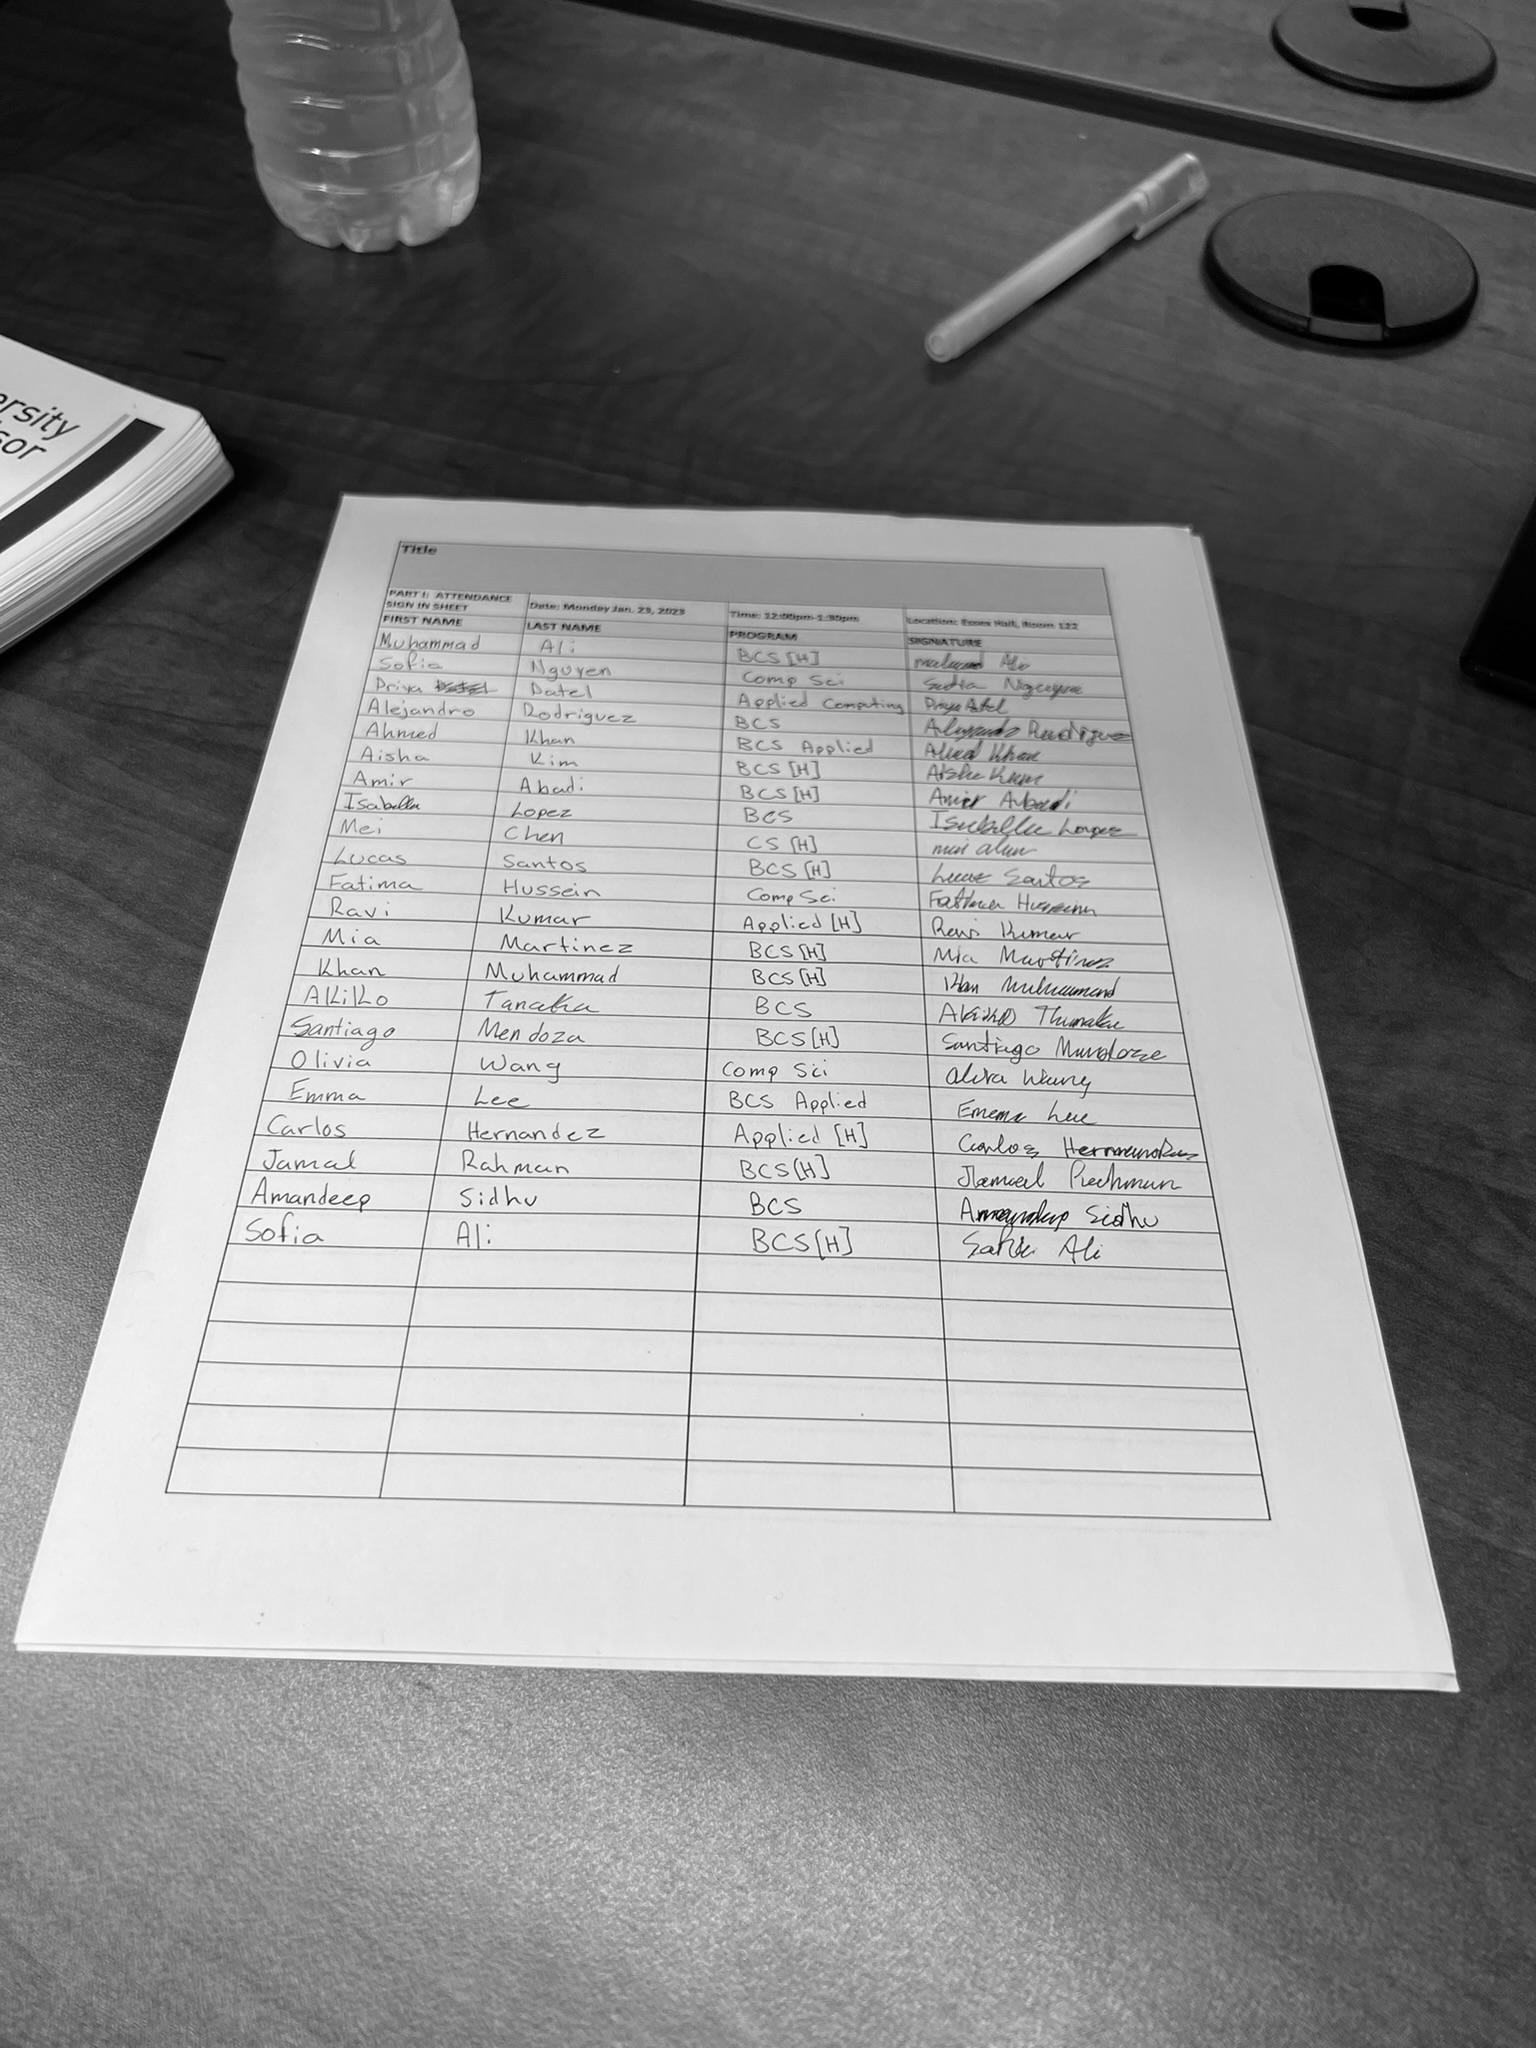 ersity
sor
Title
PART I: ATTENDANCE SIGN IN SHEET Date: Monday Jan. 23, 2023 Time: 12:00pm-1:30pm Location: Essex Hall, Room 122
FIRST NAME LAST NAME PROGRAM SIGNATURE
Muhammad Ali BCS [H] Ali
Sofia Nguyen Comp Sci Nguyen
Priya Patel Applied Computing Priya Patel
Alejandro Rodriguez BCS Alejandro Rodriguez
Ahmed Khan BCS Applied Ahmed Khan
Aisha Kim BCS [H] Aisha Kim
Amir Abadi BCS [H] Amir Abadi
Isabella Lopez BCS Isabella Lopez
Mei Chen CS [H] mei chen
Lucas Santos BCS [H] Lucas Santos
Fatima Hussein Comp Sci Fatima Hussein
Ravi Kumar Applied [H] Ravi Kumar
Mia Martinez BCS [H] Mia Martinez
Khan Muhammad BCS [H] Khan Muhammad
Akiko Tanaka BCS Akiko Tanaka
Santiago Mendoza BCS [H] Santiago Mendoza
Olivia Wang Comp Sci Olivia Wang
Emma Lee BCS Applied Emma Lee
Carlos Hernandez Applied [H] Carlos Hernandez
Jamal Rahman BCS [H] Jamal Rahman
Amandeep Sidhu BCS Amandeep Sidhu
Sofia Ali BCS [H] Sofia Ali